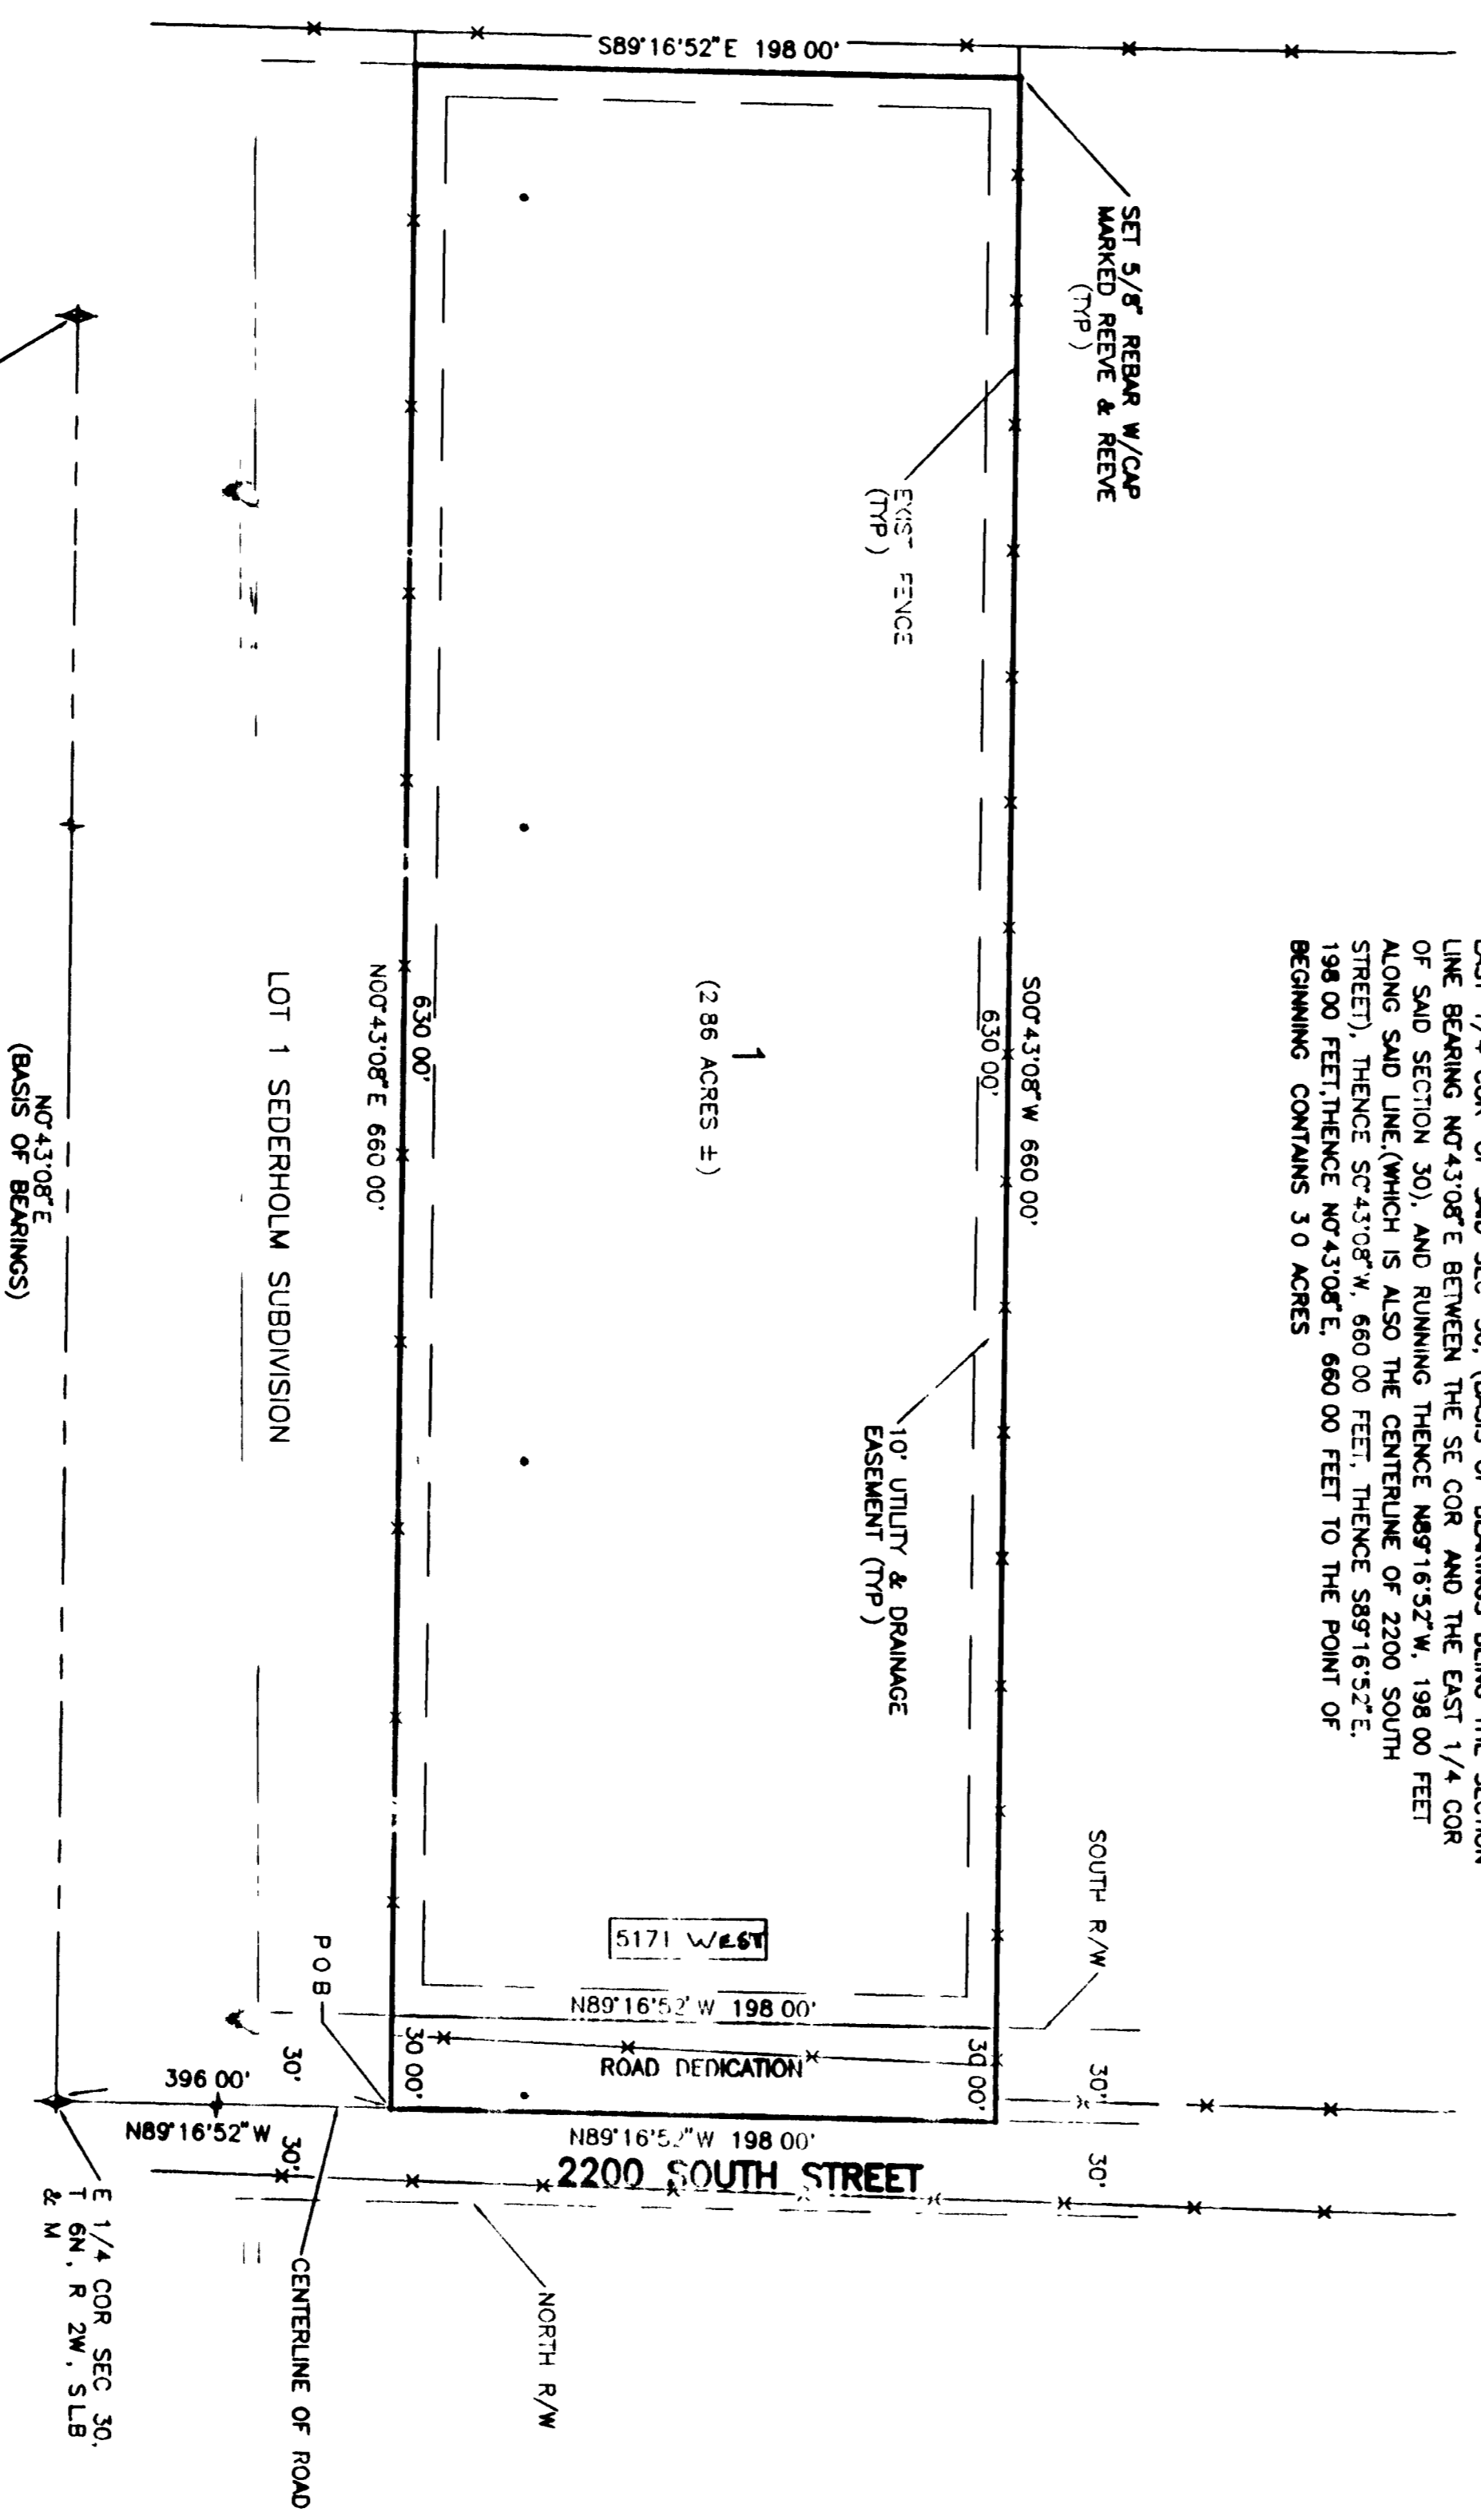 LINE BEARING N0°43'08"E BETWEEN THE SE COR AND THE EAST 1/4 COR
OF SAID SECTION 30), AND RUNNING THENCE N89°16'52"W, 198 00 FEET
ALONG SAID LINE,(WHICH IS ALSO THE CENTERLINE OF 2200 SOUTH
STREET), THENCE S0°43'08"W, 660 00 FEET, THENCE S89°16'52"E,
198 00 FEET,THENCE N0°43'08"E, 660 00 FEET TO THE POINT OF
BEGINNING CONTAINS 3 0 ACRES
S89°16'52"E 198 00'
SET 5/8" REBAR W/CAP
MARKED REEVE & REEVE
(TYP )
EXIST FENCE
(TYP )
S00°43'08"W 660 00'
630 00'
1
(2 86 ACRES ±)
630 00'
N00°43'08"E 660 00'
LOT 1 SEDERHOLM SUBDIVISION
N0°43'08"E
(BASIS OF BEARINGS)
10' UTILITY & DRAINAGE
EASEMENT (TYP )
SOUTH R/W
5171 WEST
N89°16'52"W 198 00'
P O B
30 00'
ROAD DEDICATION
30 00'
30'
30'
396 00'
N89°16'52"W
30'
30'
N89°16'52"W 198 00'
2200 SOUTH STREET
NORTH R/W
CENTERLINE OF ROAD
E 1/4 COR SEC 30,
T 6N , R 2W , S L B
& M